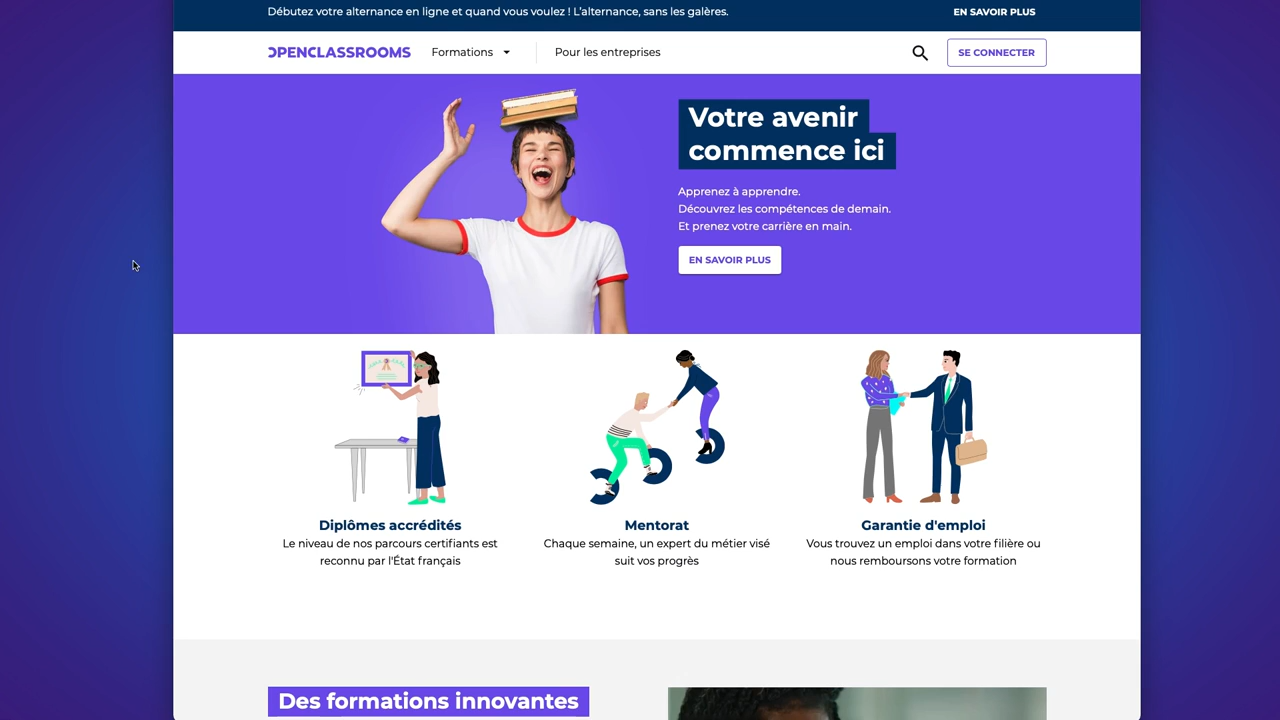 Débutez votre alternance en ligne et quand vous voulez ! L'alternance, sans les galères.
EN SAVOIR PLUS
OPENCLASSROOMS
Formations
Pour les entreprises
SE CONNECTER
Votre avenir
commence ici
Apprenez à apprendre.
Découvrez les compétences de demain.
Et prenez votre carrière en main.
EN SAVOIR PLUS
Diplômes accrédités
Le niveau de nos parcours certifiants est
reconnu par l'État français
Mentorat
Chaque semaine, un expert du métier visé
suit vos progrès
Garantie d'emploi
Vous trouvez un emploi dans votre filière ou
nous remboursons votre formation
Des formations innovantes